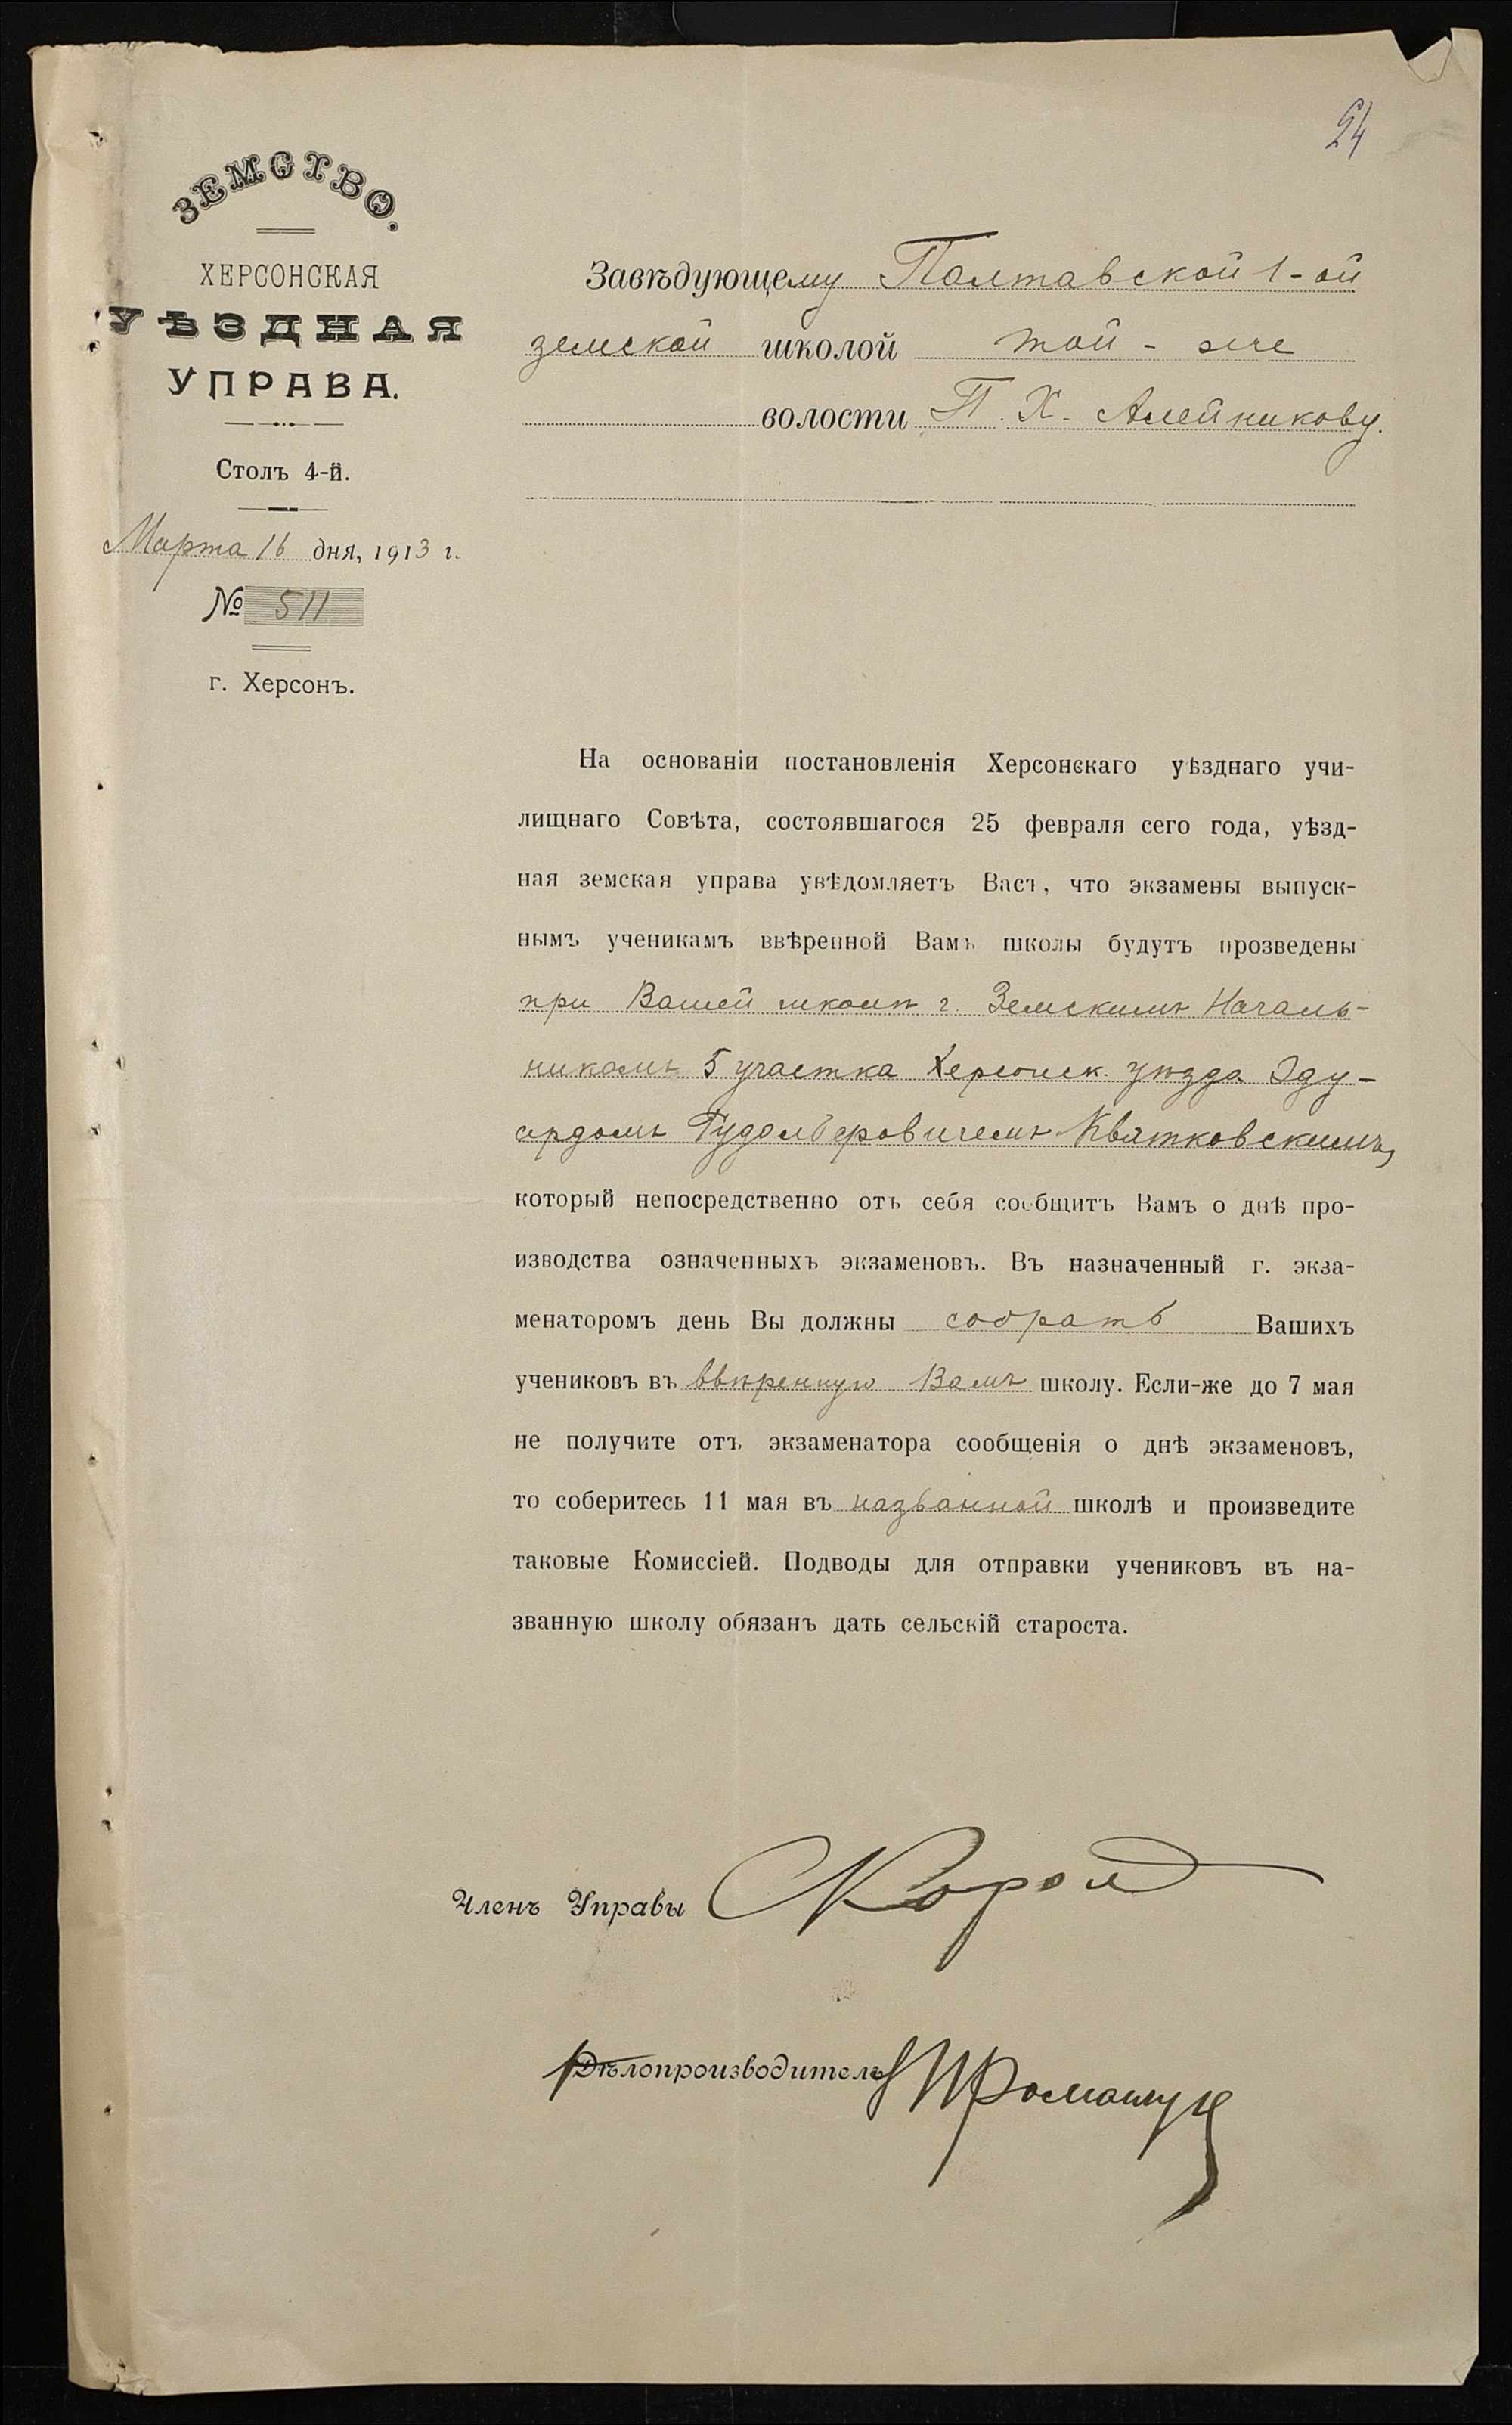 24
ЗЕМСТВО.
ХЕРСОНСКАЯ
УѢЗДНАЯ
УПРАВА.
Столъ 4-й.
Марта 16 дня, 1913 г.
№ 511
г. Херсонъ.
Завѣдующему Полтавской 1-ой
земской школой той-же
волости П. Х. Алейникову.
На основаніи постановленія Херсонскаго уѣзднаго учи-
лищнаго Совѣта, состоявшагося 25 февраля сего года, уѣзд-
ная земская управа увѣдомляетъ Васъ, что экзамены выпуск-
нымъ ученикамъ ввѣренной Вамъ школы будутъ прозведены
при Вашей школѣ г. Земскимъ Началь-
никомъ 5 участка Херсонск. уѣзда Эду-
ардомъ Квятковскимъ,
который непосредственно отъ себя сообщитъ Вамъ о днѣ про-
изводства означенныхъ экзаменовъ. Въ назначенный г. экза-
менаторомъ день Вы должны собрать Вашихъ
учениковъ въ ввѣренную Вамъ школу. Если-же до 7 мая
не получите отъ экзаменатора сообщенія о днѣ экзаменовъ,
то соберитесь 11 мая въ названной школѣ и произведите
таковые Комиссіей. Подводы для отправки учениковъ въ на-
званную школу обязанъ дать сельскій староста.
Членъ Управы
Дѣлопроизводитель